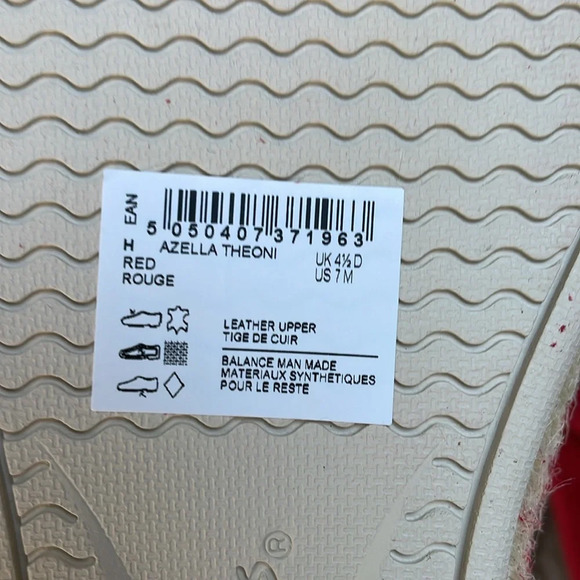 EAN
5 050407 371963
H AZELLA THEONI
RED
ROUGE
UK 4½ D
US 7 M
LEATHER UPPER
TIGE DE CUIR
BALANCE MAN MADE
MATERIAUX SYNTHETIQUES
POUR LE RESTE
®